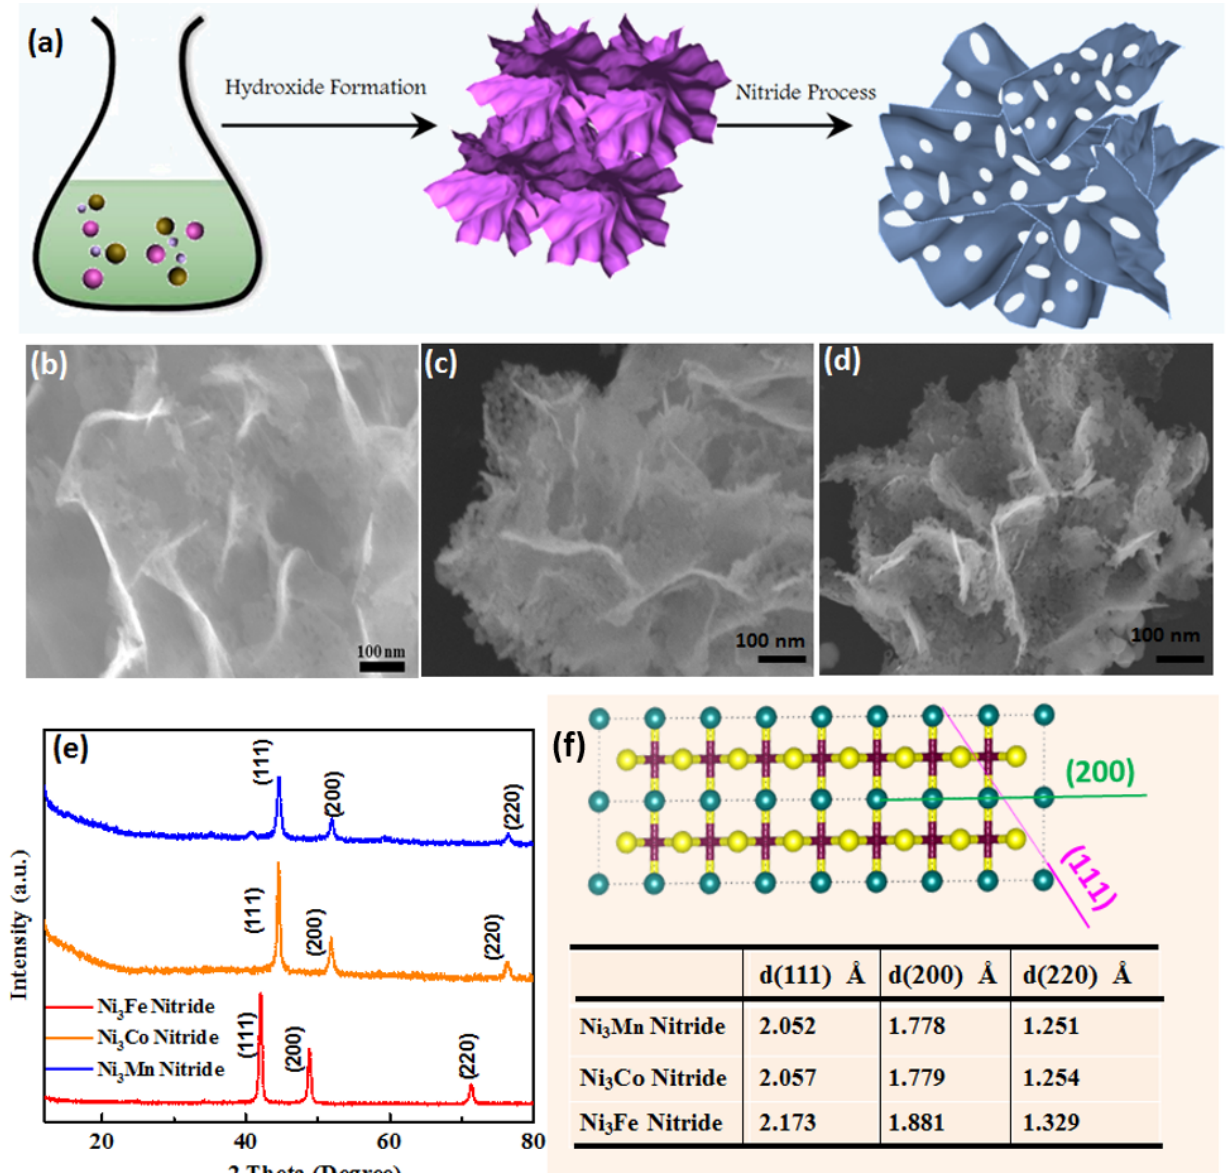 (a)
Hydroxide Formation
Nitride Process
(b)
100 nm
(c)
100 nm
(d)
100 nm
(e)
(111)
(200)
(220)
(111)
(200)
(220)
Ni3Fe Nitride
Ni3Co Nitride
Ni3Mn Nitride
(111)
(200)
(220)
Intensity (a.u.)
20 40 60 80
2 Theta (Degree)
(f)
(200)
(111)
d(111) Å d(200) Å d(220) Å
Ni3Mn Nitride 2.052 1.778 1.251
Ni3Co Nitride 2.057 1.779 1.254
Ni3Fe Nitride 2.173 1.881 1.329